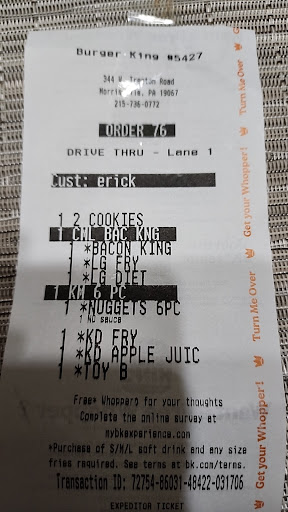 Burger King #5427
344 W Trenton Road
Morrisville, PA 19067
215-736-0772
ORDER 76
DRIVE THRU - Lane 1
Cust: erick
1 2 COOKIES
1 CNL BAC KNG
1 *BACON KING
1 *LG FRY
1 *LG DIET
1 KM 6 PC
1 *NUGGETS 6PC
1 NO SAUCE
1 *KD FRY
1 *KD APPLE JUIC
1 *TOY B
Free* Whopper® for your thoughts
Complete the online survey at
mybkexperience.com
*Purchase of S/M/L soft drink and any size
fries required. See terms at bk.com/terms.
Transaction ID: 72754-86031-48422-031706
EXPEDITOR TICKET
Turn Me Over
Get your Whopper!
Turn Me Over
Get your Whopper!